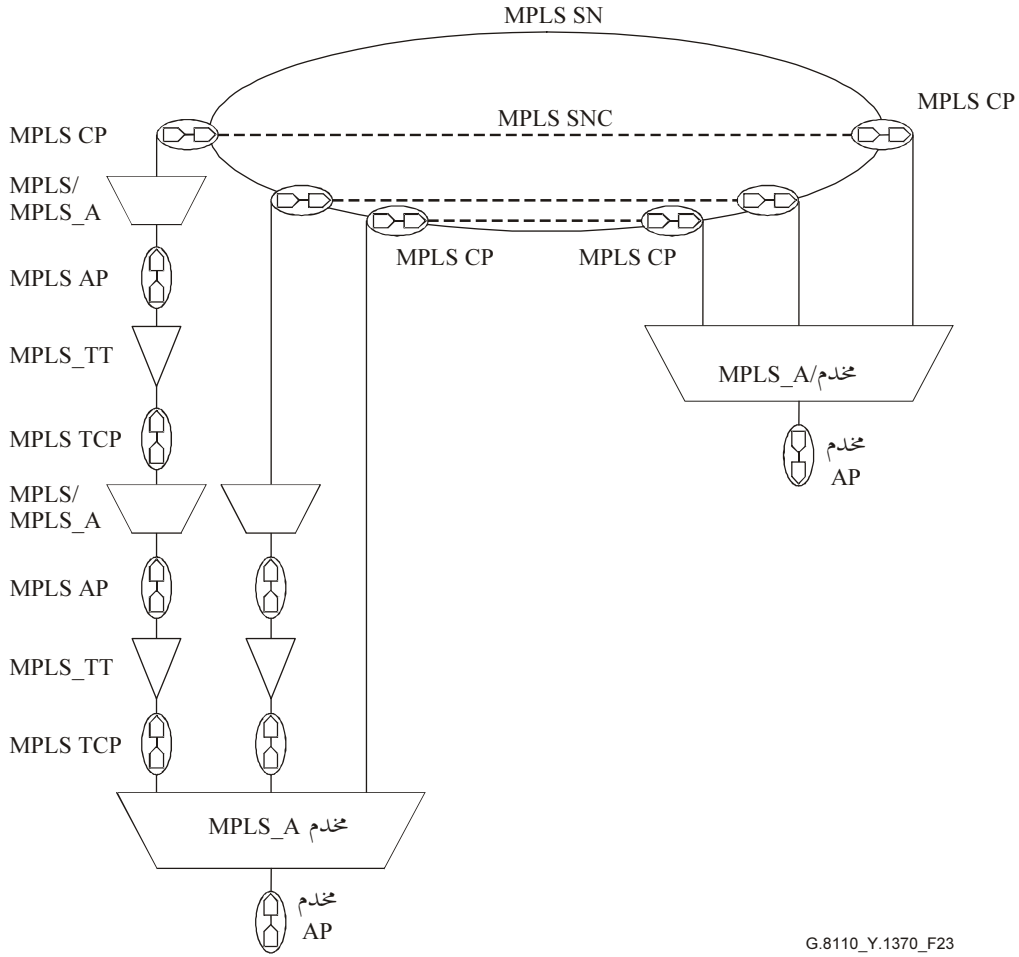 MPLS SN
MPLS CP
MPLS CP
MPLS SNC
MPLS/
MPLS_A
MPLS CP
MPLS CP
MPLS AP
MPLS_TT
مخدم/MPLS_A
MPLS TCP
مخدم
AP
MPLS/
MPLS_A
MPLS AP
MPLS_TT
MPLS TCP
مخدم MPLS_A
مخدم
AP
G.8110_Y.1370_F23